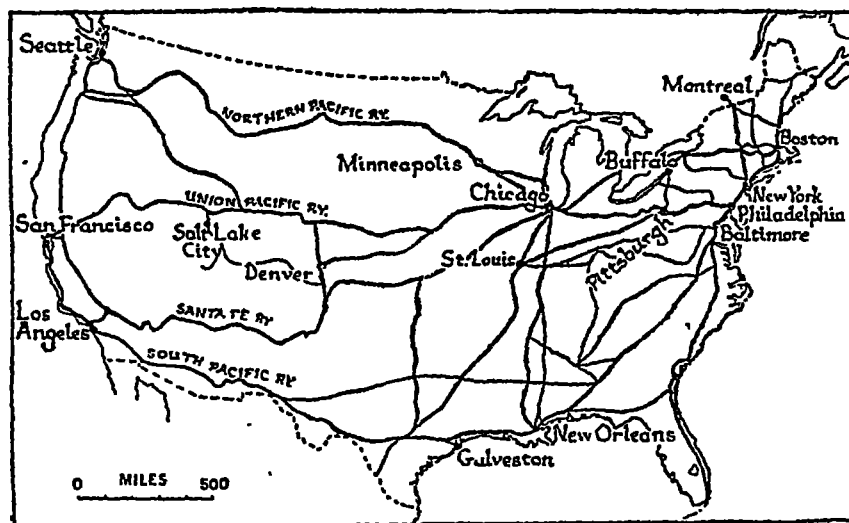 Seattle
Montreal
NORTHERN PACIFIC RY.
Boston
Minneapolis
Buffalo
Chicago
UNION PACIFIC RY.
New York
Philadelphia
San Francisco
Salt Lake
City
Baltimore
Pittsburgh
St. Louis
Denver
Los
Angeles
SANTA FE RY
SOUTH PACIFIC RY.
New Orleans
Galveston
0 MILES 500